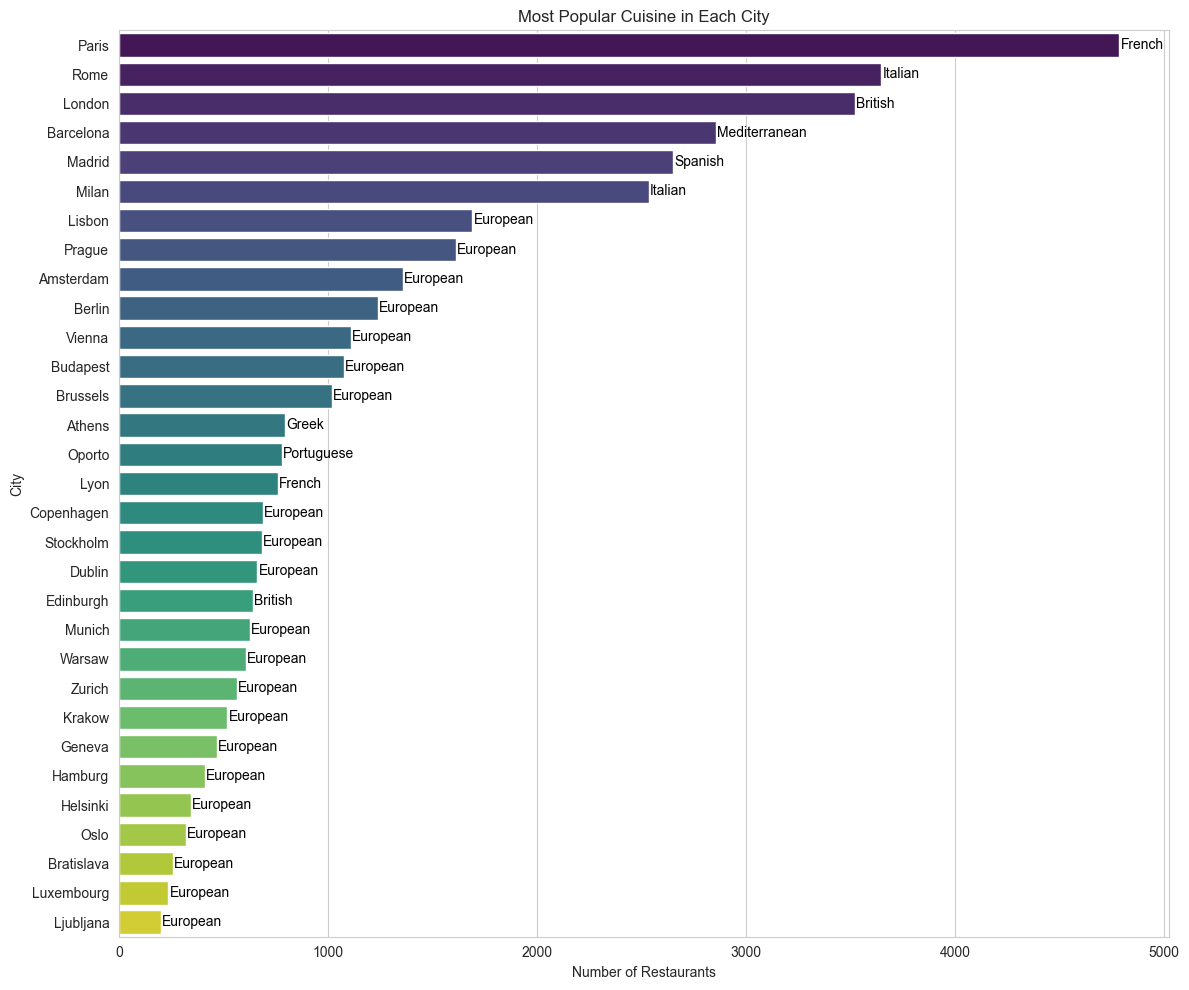 Most Popular Cuisine in Each City
Paris French
Rome Italian
London British
Barcelona Mediterranean
Madrid Spanish
Milan Italian
Lisbon European
Prague European
Amsterdam European
Berlin European
Vienna European
Budapest European
Brussels European
Athens Greek
Oporto Portuguese
Lyon French
Copenhagen European
Stockholm European
Dublin European
Edinburgh British
Munich European
Warsaw European
Zurich European
Krakow European
Geneva European
Hamburg European
Helsinki European
Oslo European
Bratislava European
Luxembourg European
Ljubljana European
City
0 1000 2000 3000 4000 5000
Number of Restaurants